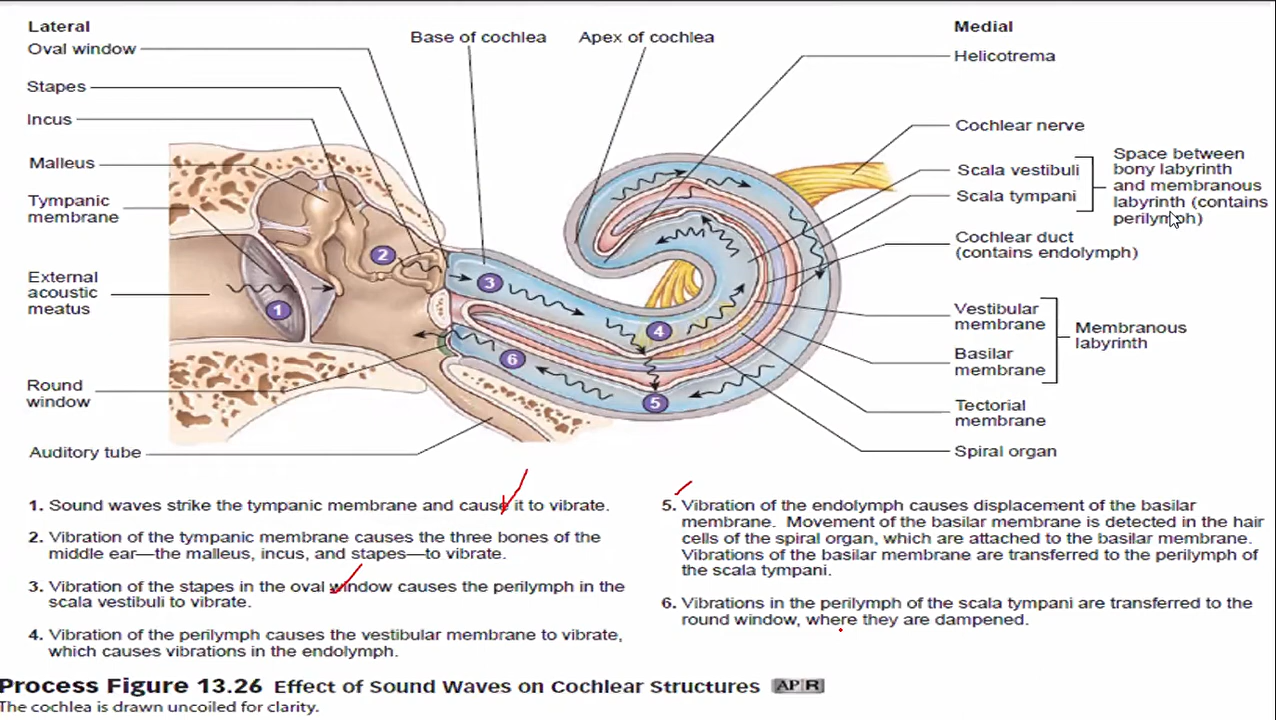 Lateral
Oval window
Stapes
Incus
Malleus
Tympanic
membrane
External
acoustic
meatus
Round
window
Auditory tube
Base of cochlea
Apex of cochlea
Medial
Helicotrema
Cochlear nerve
Scala vestibuli
Scala tympani
Space between
bony labyrinth
and membranous
labyrinth (contains
perilymph)
Cochlear duct
(contains endolymph)
Vestibular
membrane
Basilar
membrane
Membranous
labyrinth
Tectorial
membrane
Spiral organ
1
2
3
4
5
6
1. Sound waves strike the tympanic membrane and cause it to vibrate.
2. Vibration of the tympanic membrane causes the three bones of the
middle ear—the malleus, incus, and stapes—to vibrate.
3. Vibration of the stapes in the oval window causes the perilymph in the
scala vestibuli to vibrate.
4. Vibration of the perilymph causes the vestibular membrane to vibrate,
which causes vibrations in the endolymph.
5. Vibration of the endolymph causes displacement of the basilar
membrane. Movement of the basilar membrane is detected in the hair
cells of the spiral organ, which are attached to the basilar membrane.
Vibrations of the basilar membrane are transferred to the perilymph of
the scala tympani.
6. Vibrations in the perilymph of the scala tympani are transferred to the
round window, where they are dampened.
Process Figure 13.26 Effect of Sound Waves on Cochlear Structures AP|R
The cochlea is drawn uncoiled for clarity.